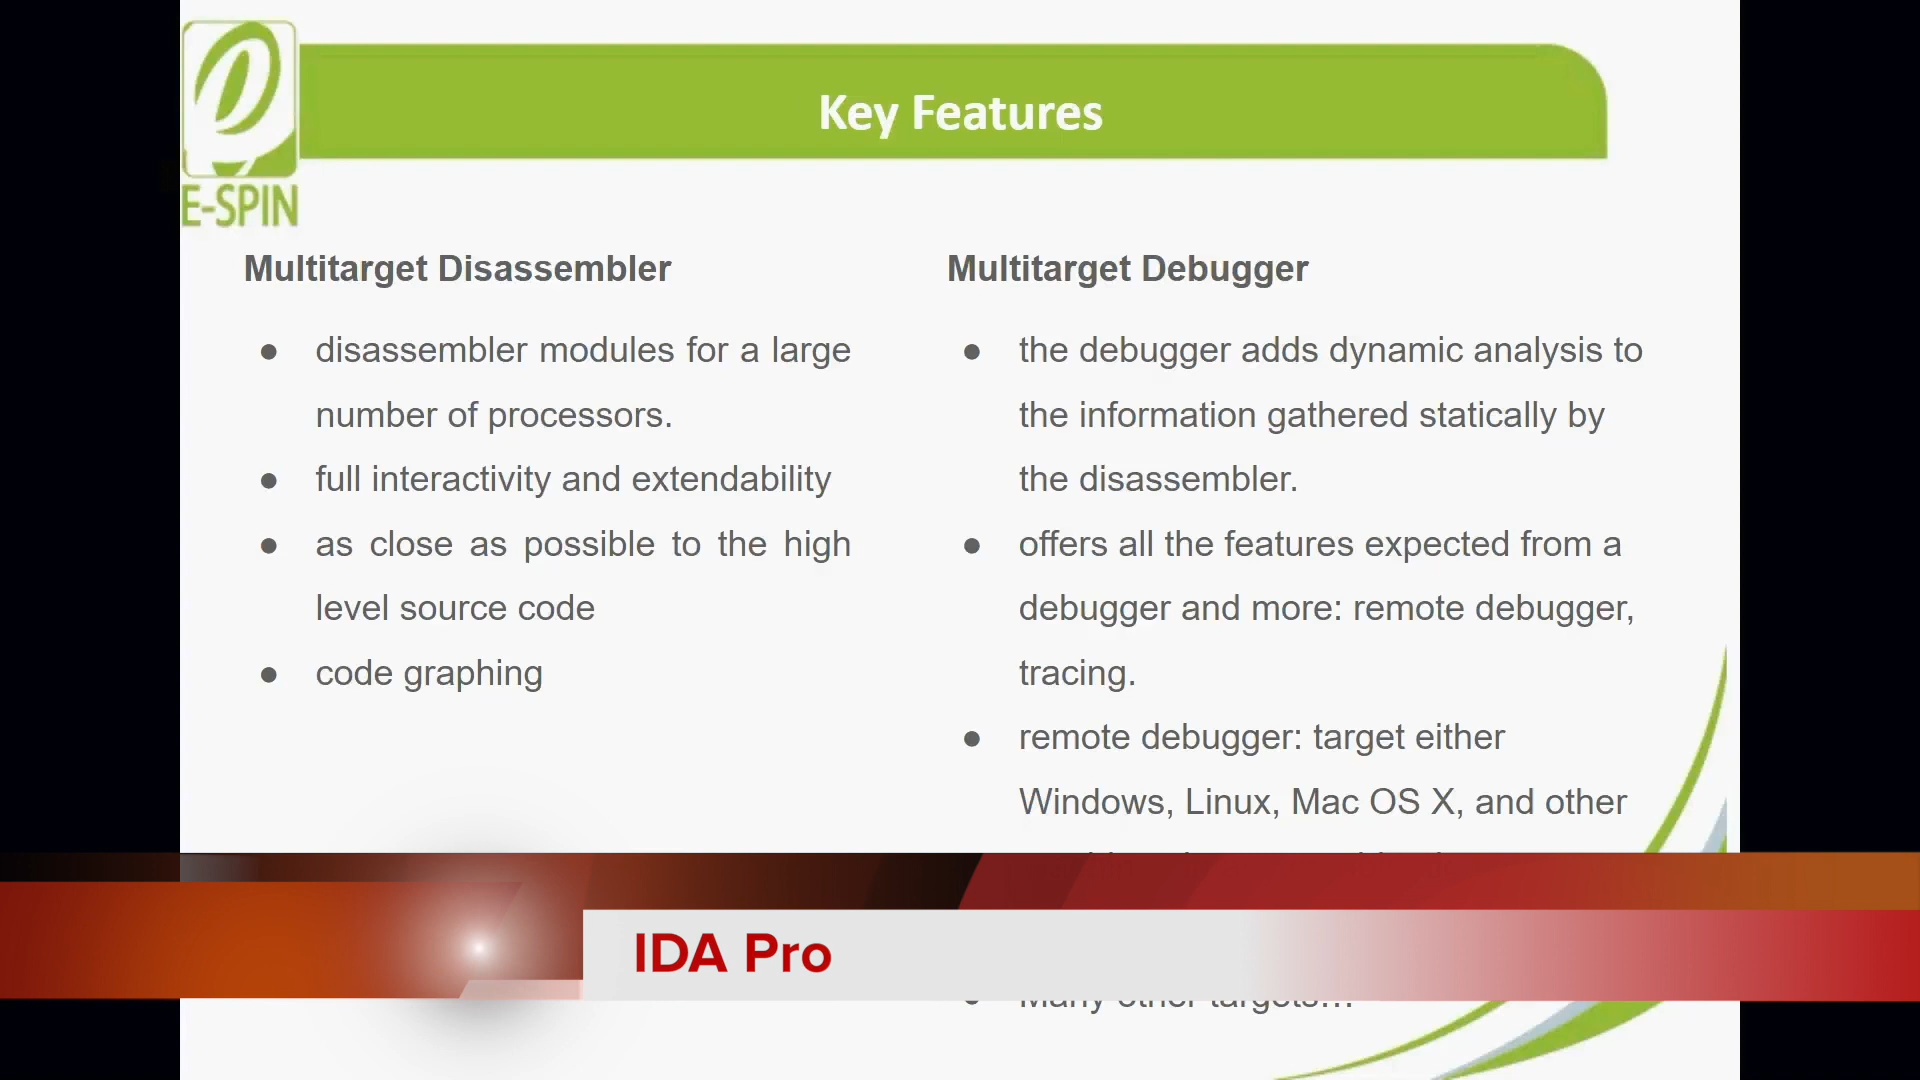 Key Features
E-SPIN
Multitarget Disassembler
● disassembler modules for a large
number of processors.
● full interactivity and extendability
● as close as possible to the high
level source code
● code graphing
Multitarget Debugger
● the debugger adds dynamic analysis to
the information gathered statically by
the disassembler.
● offers all the features expected from a
debugger and more: remote debugger,
tracing.
● remote debugger: target either
Windows, Linux, Mac OS X, and other
● Many other targets…
IDA Pro